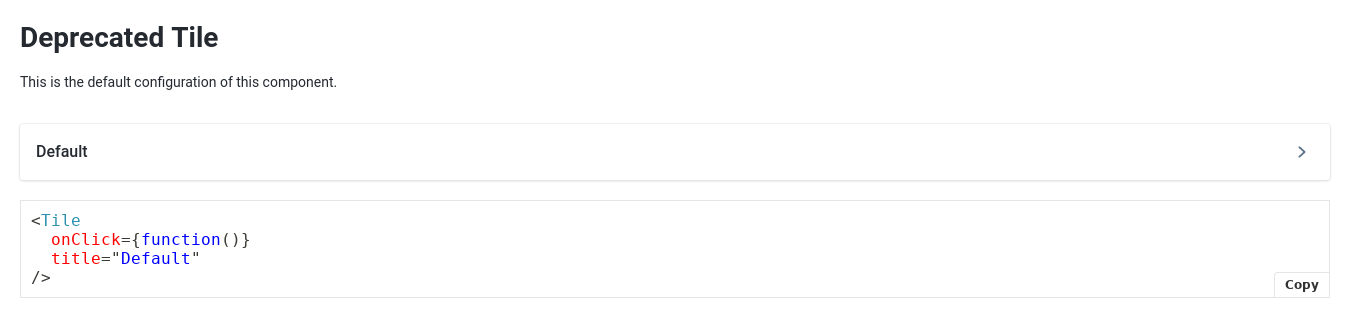 Deprecated Tile
This is the default configuration of this component.
Default
<Tile
  onClick={function()}
  title="Default"
/>
Copy